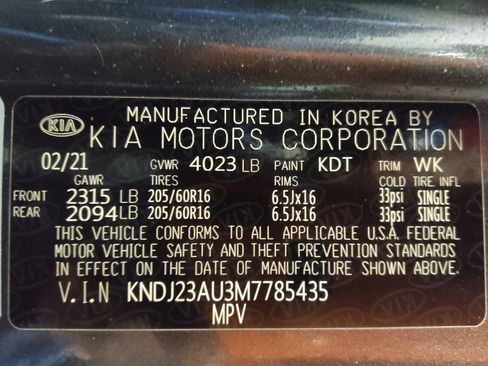 MANUFACTURED IN KOREA BY
KIA KIA MOTORS CORPORATION
02/21 GVWR 4023 LB PAINT KDT TRIM WK
GAWR TIRES RIMS COLD TIRE INFL
FRONT 2315 LB 205/60R16 6.5Jx16 33psi SINGLE
REAR 2094 LB 205/60R16 6.5Jx16 33psi SINGLE
THIS VEHICLE CONFORMS TO ALL APPLICABLE U.S.A. FEDERAL
MOTOR VEHICLE SAFETY AND THEFT PREVENTION STANDARDS
IN EFFECT ON THE DATE OF MANUFACTURE SHOWN ABOVE.
V.I.N KNDJ23AU3M7785435
MPV